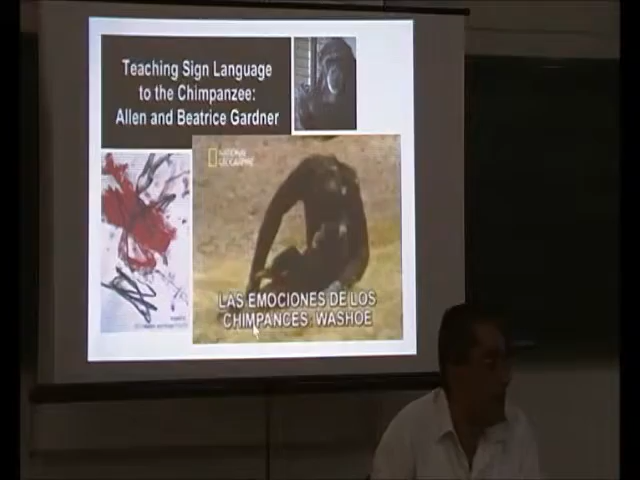 Teaching Sign Language
to the Chimpanzee:
Allen and Beatrice Gardner
NATIONAL
GEOGRAPHIC
LAS EMOCIONES DE LOS
CHIMPANCES: WASHOE